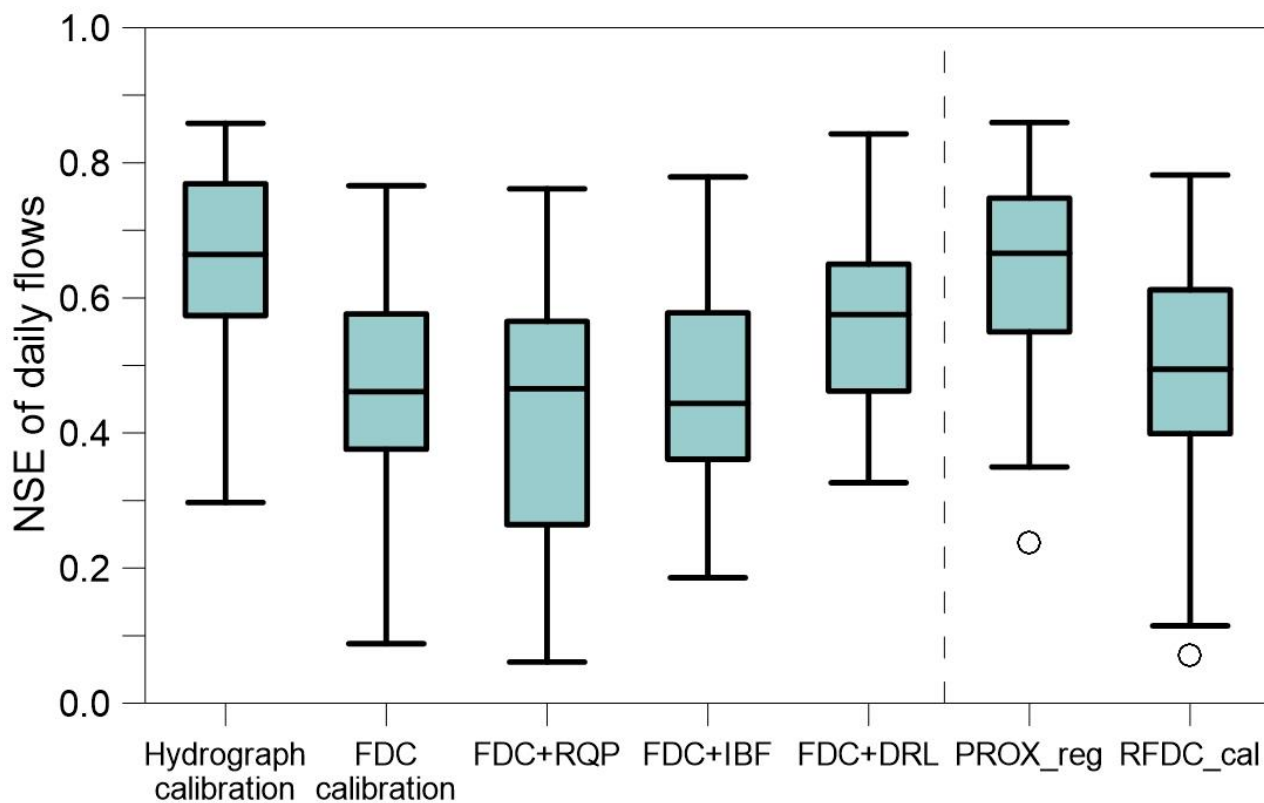 NSE of daily flows
1.0
0.8
0.6
0.4
0.2
0.0
Hydrograph
calibration
FDC
calibration
FDC+RQP
FDC+IBF
FDC+DRL
PROX_reg
RFDC_cal